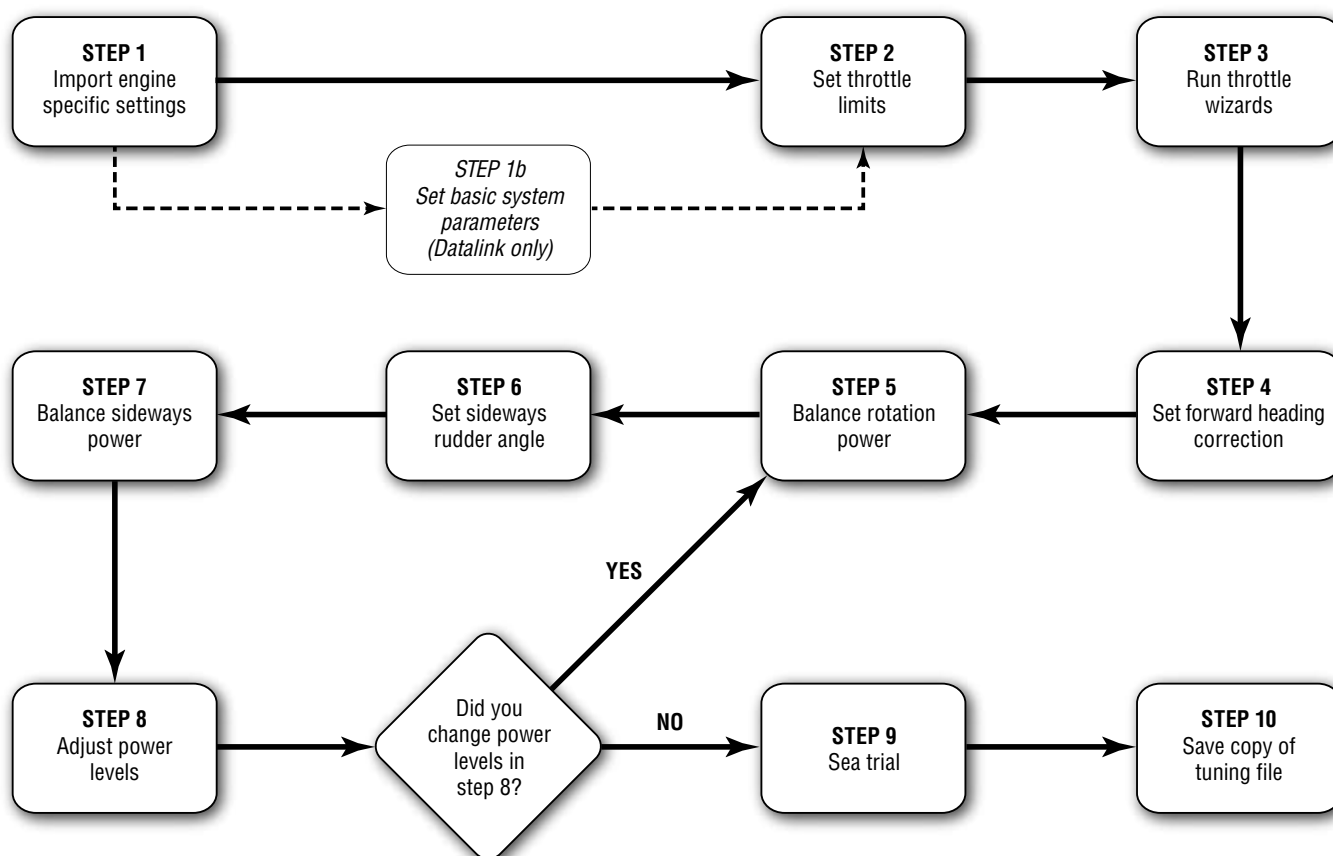 STEP 1
Import engine
specific settings
STEP 2
Set throttle
limits
STEP 3
Run throttle
wizards
STEP 1b
Set basic system
parameters
(Datalink only)
STEP 4
Set forward heading
correction
STEP 5
Balance rotation
power
STEP 6
Set sideways
rudder angle
STEP 7
Balance sideways
power
STEP 8
Adjust power
levels
Did you
change power
levels in
step 8?
YES
NO
STEP 9
Sea trial
STEP 10
Save copy of
tuning file